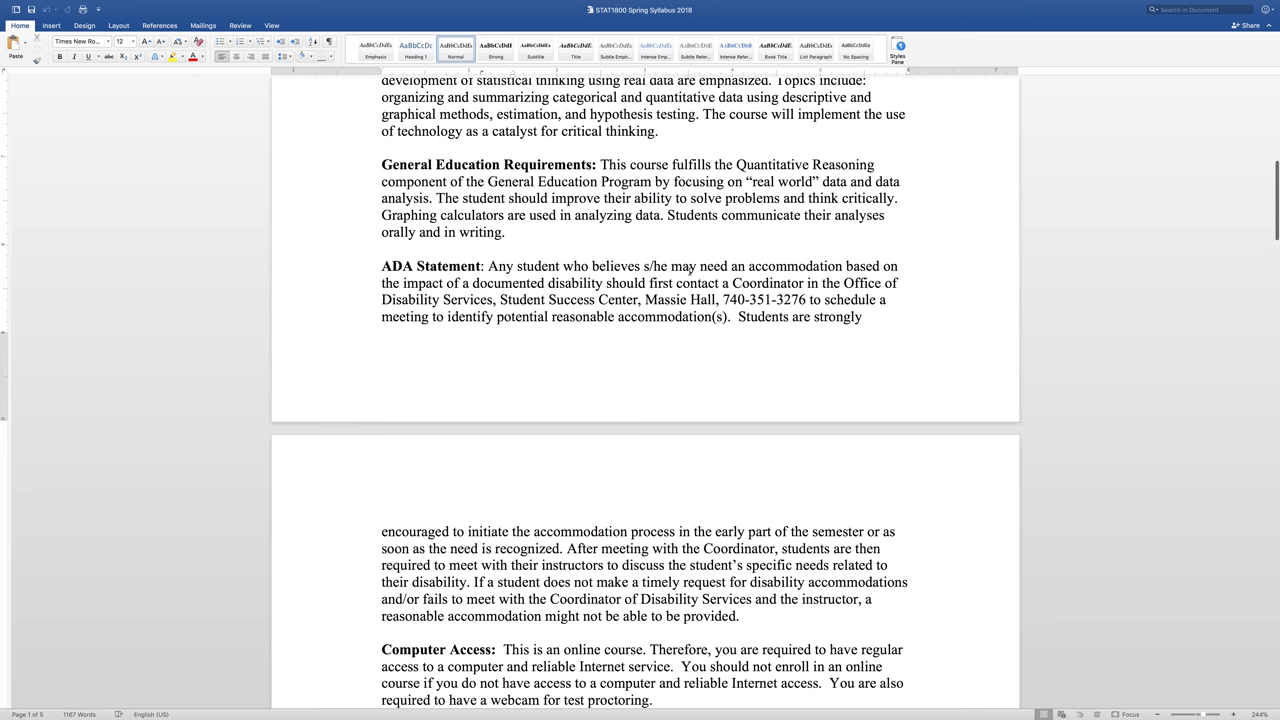 STAT1800 Spring Syllabus 2018
Search in Document
Home Insert Design Layout References Mailings Review View
Share
Paste
Times New Ro... 12
AaBbCcDdEe AaBbCcDc AaBbCcDdE AaBbCcDdE AaBbCcDdEe AaBbCcDdE AaBbCcDdE AaBbCcDdE AaBbCcDdE AaBbCcDdE AaBbCcDdE AaBbCcDdE AaBbCcDdE
Emphasis Heading 1 Normal Strong Subtitle Title Subtle Emph... Intense Emp... Subtle Refer... Intense Refer... Book Title List Paragraph No Spacing
Styles
Pane
development of statistical thinking using real data are emphasized. Topics include:
organizing and summarizing categorical and quantitative data using descriptive and
graphical methods, estimation, and hypothesis testing. The course will implement the use
of technology as a catalyst for critical thinking.
General Education Requirements: This course fulfills the Quantitative Reasoning
component of the General Education Program by focusing on “real world” data and data
analysis. The student should improve their ability to solve problems and think critically.
Graphing calculators are used in analyzing data. Students communicate their analyses
orally and in writing.
ADA Statement: Any student who believes s/he may need an accommodation based on
the impact of a documented disability should first contact a Coordinator in the Office of
Disability Services, Student Success Center, Massie Hall, 740-351-3276 to schedule a
meeting to identify potential reasonable accommodation(s).  Students are strongly
encouraged to initiate the accommodation process in the early part of the semester or as
soon as the need is recognized. After meeting with the Coordinator, students are then
required to meet with their instructors to discuss the student’s specific needs related to
their disability. If a student does not make a timely request for disability accommodations
and/or fails to meet with the Coordinator of Disability Services and the instructor, a
reasonable accommodation might not be able to be provided.
Computer Access:  This is an online course. Therefore, you are required to have regular
access to a computer and reliable Internet service.  You should not enroll in an online
course if you do not have access to a computer and reliable Internet access.  You are also
required to have a webcam for test proctoring.
Page 1 of 5 1167 Words English (US) Focus 244%